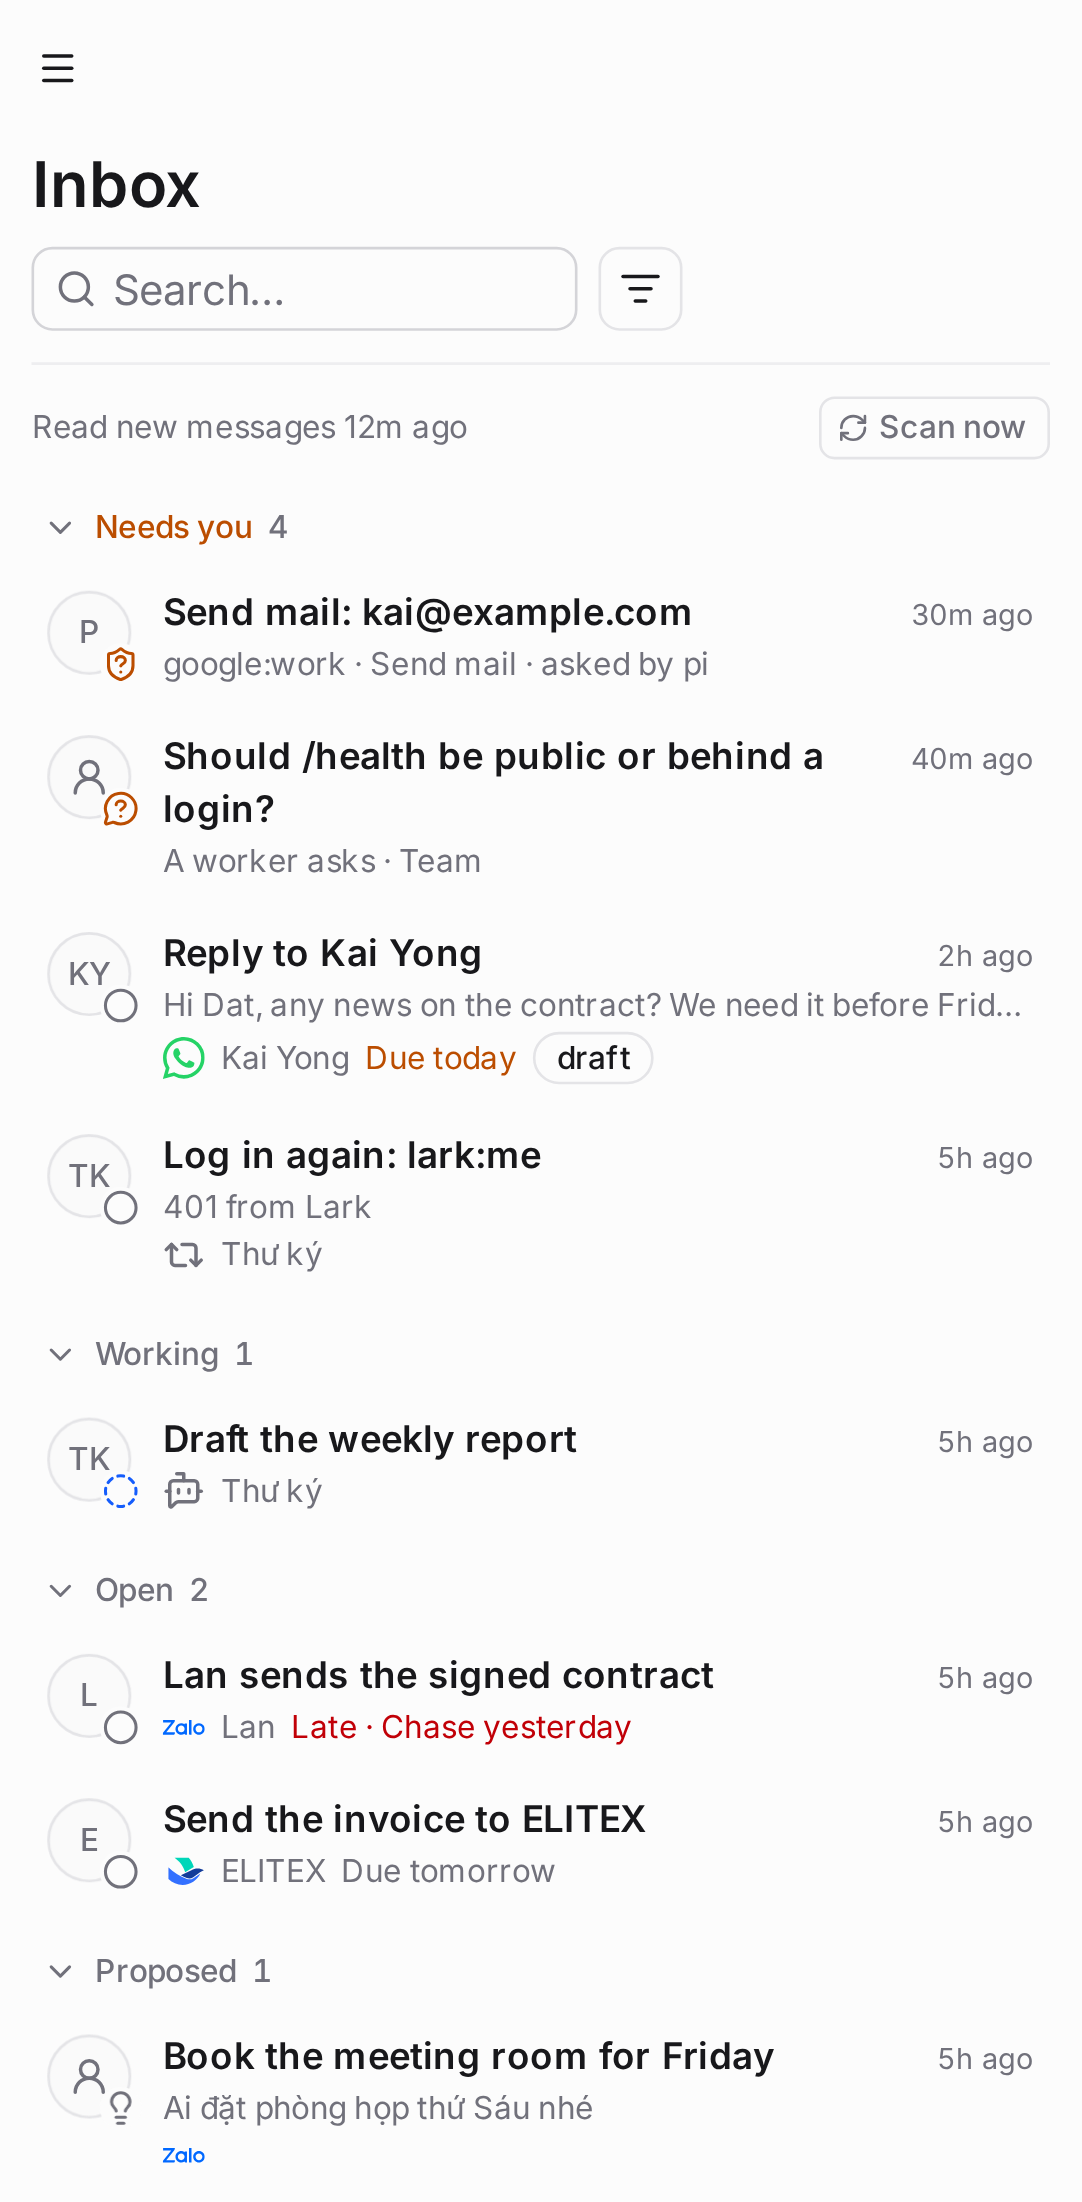 Inbox
Search...
Read new messages 12m ago
Scan now
Needs you 4
P
Send mail: kai@example.com
30m ago
google:work · Send mail · asked by pi
Should /health be public or behind a
login?
40m ago
A worker asks · Team
KY
Reply to Kai Yong
2h ago
Hi Dat, any news on the contract? We need it before Frid...
Kai Yong Due today draft
TK
Log in again: lark:me
5h ago
401 from Lark
Thư ký
Working 1
TK
Draft the weekly report
5h ago
Thư ký
Open 2
L
Lan sends the signed contract
5h ago
Zalo Lan Late · Chase yesterday
E
Send the invoice to ELITEX
5h ago
ELITEX Due tomorrow
Proposed 1
Book the meeting room for Friday
5h ago
Ai đặt phòng họp thứ Sáu nhé
Zalo